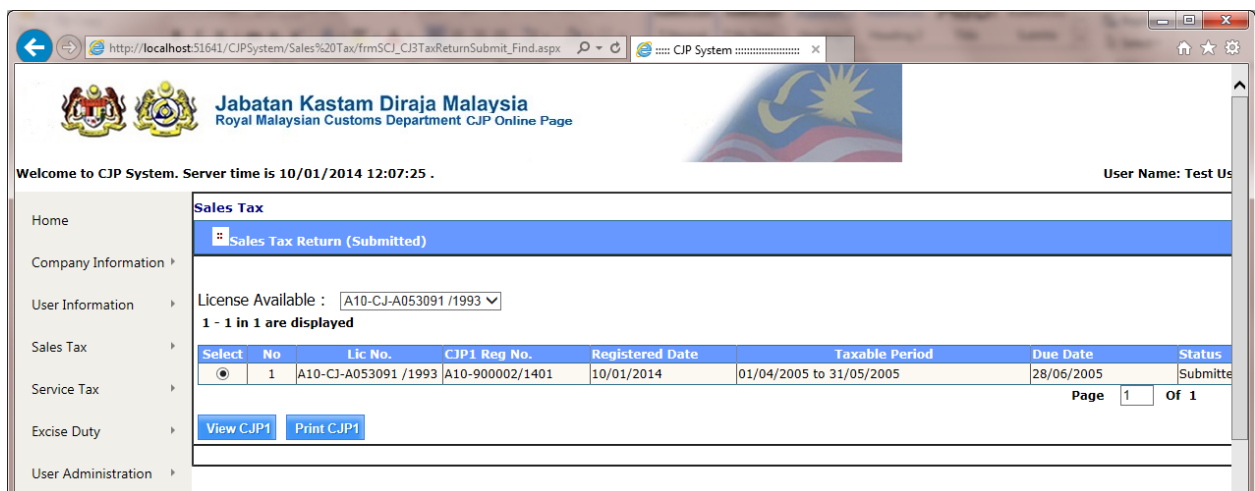 http://localhost:51641/CJPSystem/Sales%20Tax/frmSCJ_CJ3TaxReturnSubmit_Find.aspx
::::: CJP System ::::::::::::::::::::::
Jabatan Kastam Diraja Malaysia
Royal Malaysian Customs Department CJP Online Page
Welcome to CJP System. Server time is 10/01/2014 12:07:25 .
User Name: Test Us
Home
Company Information
User Information
Sales Tax
Service Tax
Excise Duty
User Administration
Sales Tax
Sales Tax Return (Submitted)
License Available : A10-CJ-A053091 /1993
1 - 1 in 1 are displayed
Select No Lic No. CJP1 Reg No. Registered Date Taxable Period Due Date Status
1 A10-CJ-A053091 /1993 A10-900002/1401 10/01/2014 01/04/2005 to 31/05/2005 28/06/2005 Submitte
Page 1 Of 1
View CJP1 Print CJP1